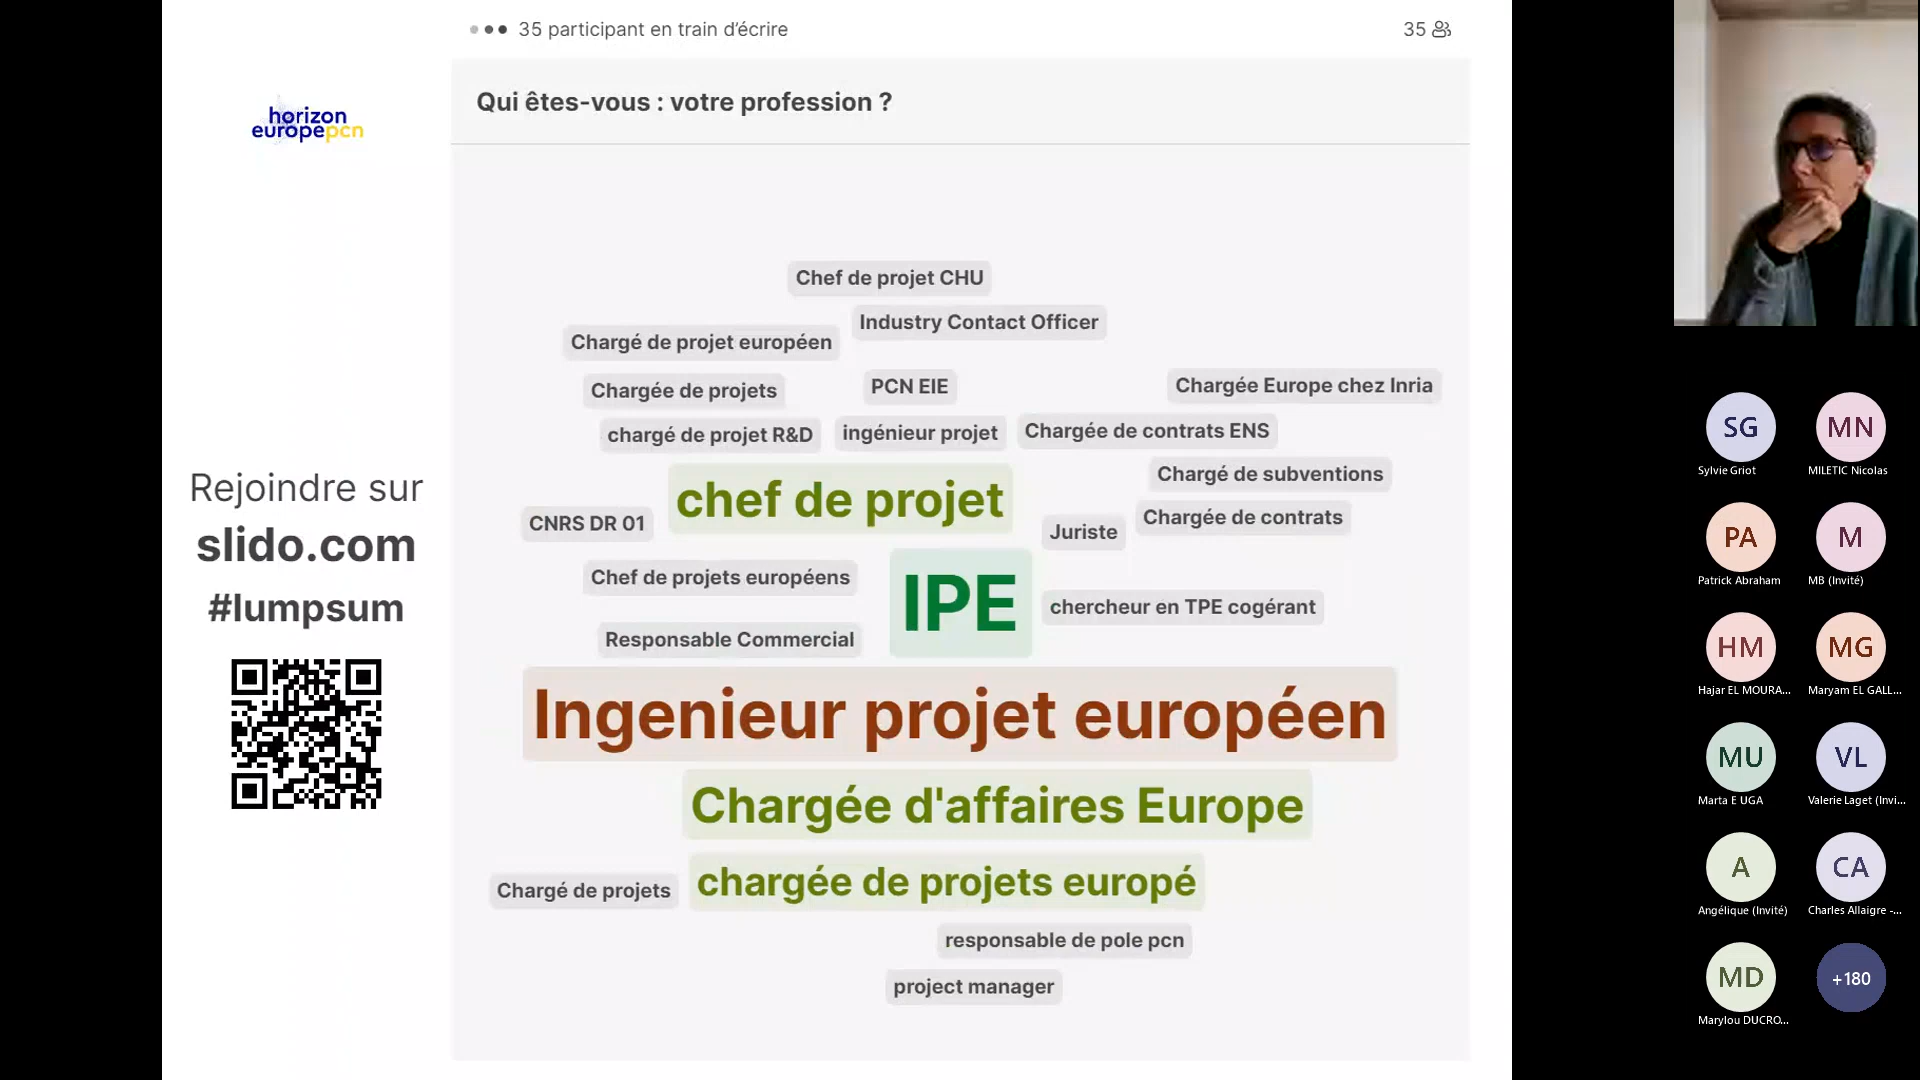 35 participant en train d'écrire
35
horizon
europepcn
Qui êtes-vous : votre profession ?
Chef de projet CHU
Industry Contact Officer
Chargé de projet européen
Chargée de projets
PCN EIE
Chargée Europe chez Inria
chargé de projet R&D
ingénieur projet
Chargée de contrats ENS
chef de projet
Chargé de subventions
CNRS DR 01
Juriste
Chargée de contrats
Chef de projets européens
IPE
chercheur en TPE cogérant
Responsable Commercial
Ingenieur projet européen
Chargée d'affaires Europe
Chargé de projets
chargée de projets europé
responsable de pole pcn
project manager
Rejoindre sur
slido.com
#lumpsum
SG
Sylvie Griot
MN
MILETIC Nicolas
PA
Patrick Abraham
M
MB (Invité)
HM
Hajar EL MOURA...
MG
Maryam EL GALL...
MU
Marta E UGA
VL
Valerie Laget (Invi...
A
Angélique (Invité)
CA
Charles Allaigre -...
MD
Marylou DUCRO...
+180